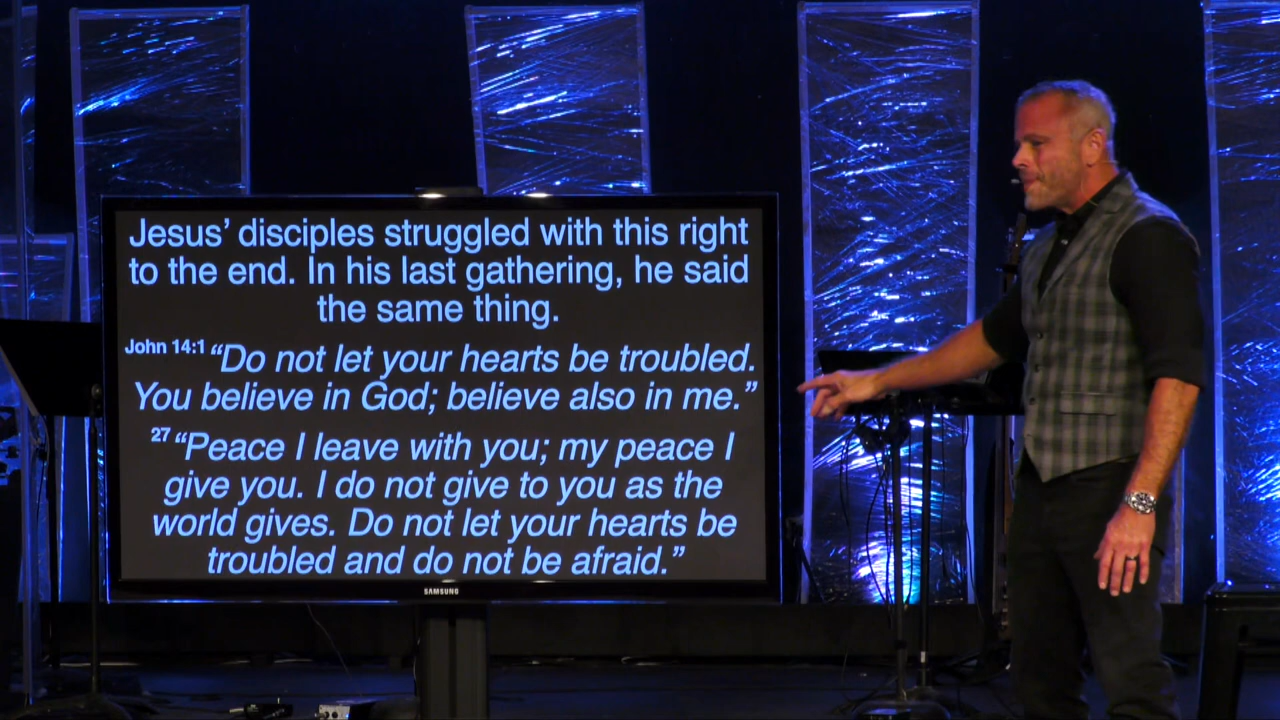 Jesus’ disciples struggled with this right
to the end. In his last gathering, he said
the same thing.
John 14:1 “Do not let your hearts be troubled.
You believe in God; believe also in me.”
27 “Peace I leave with you; my peace I
give you. I do not give to you as the
world gives. Do not let your hearts be
troubled and do not be afraid.”
SAMSUNG